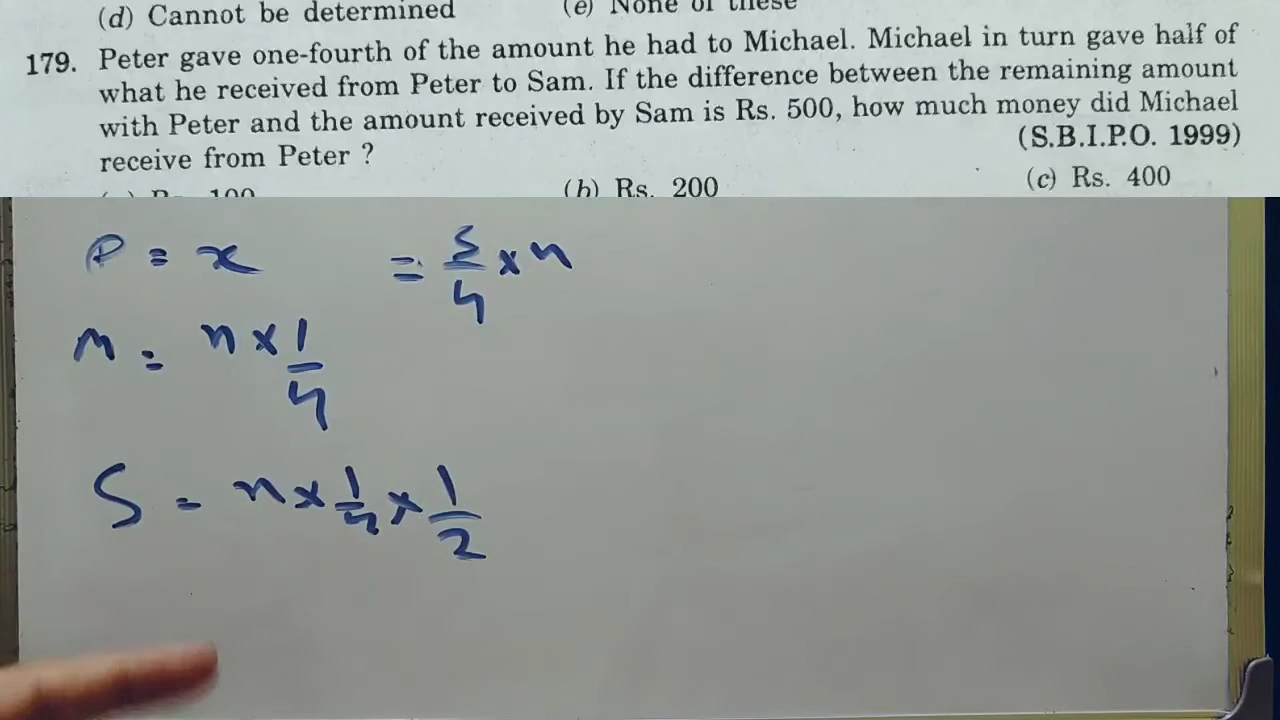 (d) Cannot be determined (e) None of these
179. Peter gave one-fourth of the amount he had to Michael. Michael in turn gave half of
what he received from Peter to Sam. If the difference between the remaining amount
with Peter and the amount received by Sam is Rs. 500, how much money did Michael
receive from Peter ? (S.B.I.P.O. 1999)
(b) Rs. 200 (c) Rs. 400
P = x = 3/4 × x
M = x × 1/4
S = x × 1/4 × 1/2